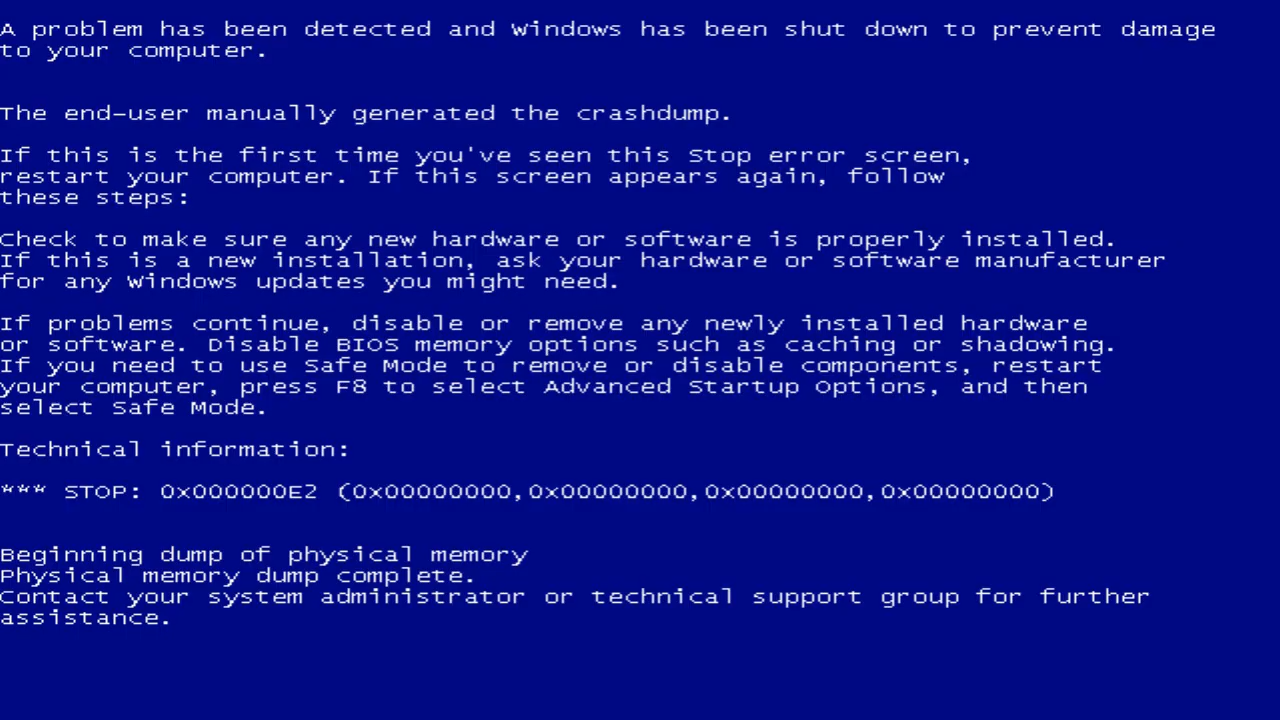 A problem has been detected and Windows has been shut down to prevent damage
to your computer.
The end-user manually generated the crashdump.
If this is the first time you've seen this Stop error screen,
restart your computer. If this screen appears again, follow
these steps:
Check to make sure any new hardware or software is properly installed.
If this is a new installation, ask your hardware or software manufacturer
for any Windows updates you might need.
If problems continue, disable or remove any newly installed hardware
or software. Disable BIOS memory options such as caching or shadowing.
If you need to use Safe Mode to remove or disable components, restart
your computer, press F8 to select Advanced Startup Options, and then
select Safe Mode.
Technical information:
*** STOP: 0x000000E2 (0x00000000,0x00000000,0x00000000,0x00000000)
Beginning dump of physical memory
Physical memory dump complete.
Contact your system administrator or technical support group for further
assistance.